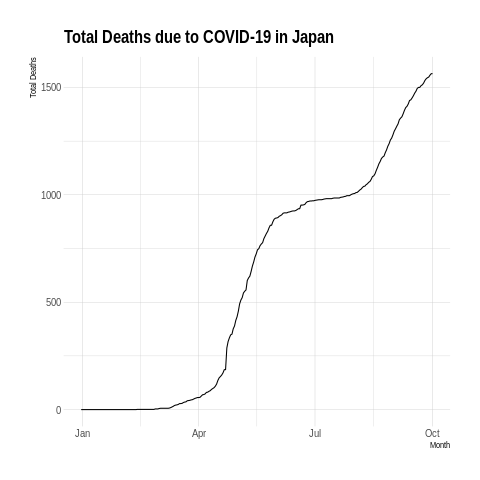 Total Deaths due to COVID-19 in Japan
Total Deaths
1500
1000
500
0
Jan Apr Jul Oct
Month